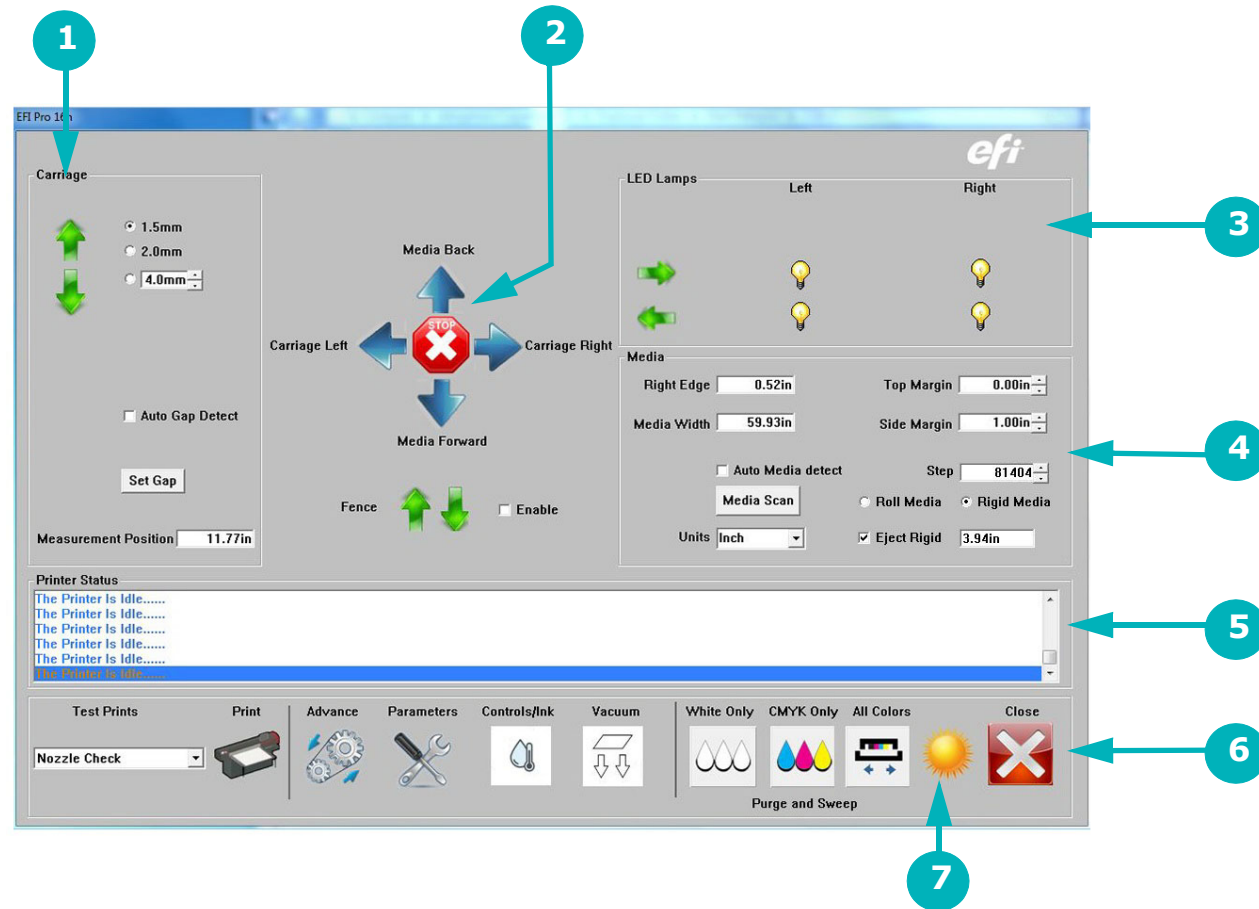 1
2
EFI Pro 16h
efi
Carriage
LED Lamps
Left
Right
3
1.5mm
2.0mm
4.0mm
Media Back
STOP
Carriage Left
Carriage Right
Media Forward
Auto Gap Detect
Set Gap
Fence
Enable
Measurement Position 11.77in
Media
Right Edge 0.52in
Top Margin 0.00in
Media Width 59.93in
Side Margin 1.00in
4
Auto Media detect
Step 81404
Media Scan
Roll Media
Rigid Media
Units Inch
Eject Rigid 3.94in
Printer Status
The Printer Is Idle......
The Printer Is Idle......
The Printer Is Idle......
The Printer Is Idle......
The Printer Is Idle......
The Printer Is Idle......
5
Test Prints
Print
Advance
Parameters
Controls/Ink
Vacuum
White Only
CMYK Only
All Colors
Close
Nozzle Check
6
Purge and Sweep
7